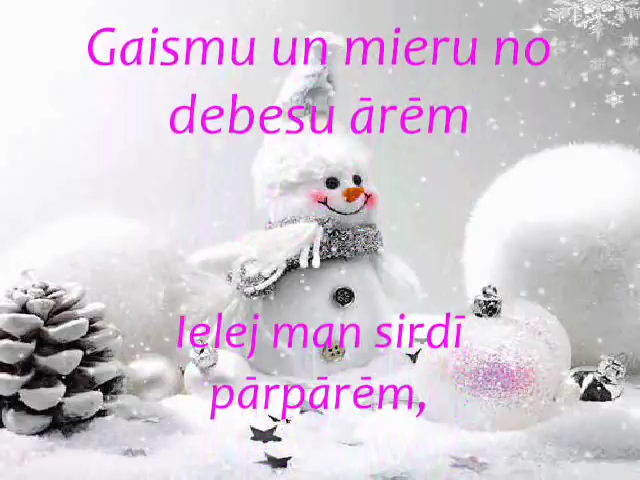 Gaismu un mieru no
debesu ārēm
Ielej man sirdī
pārpārēm,